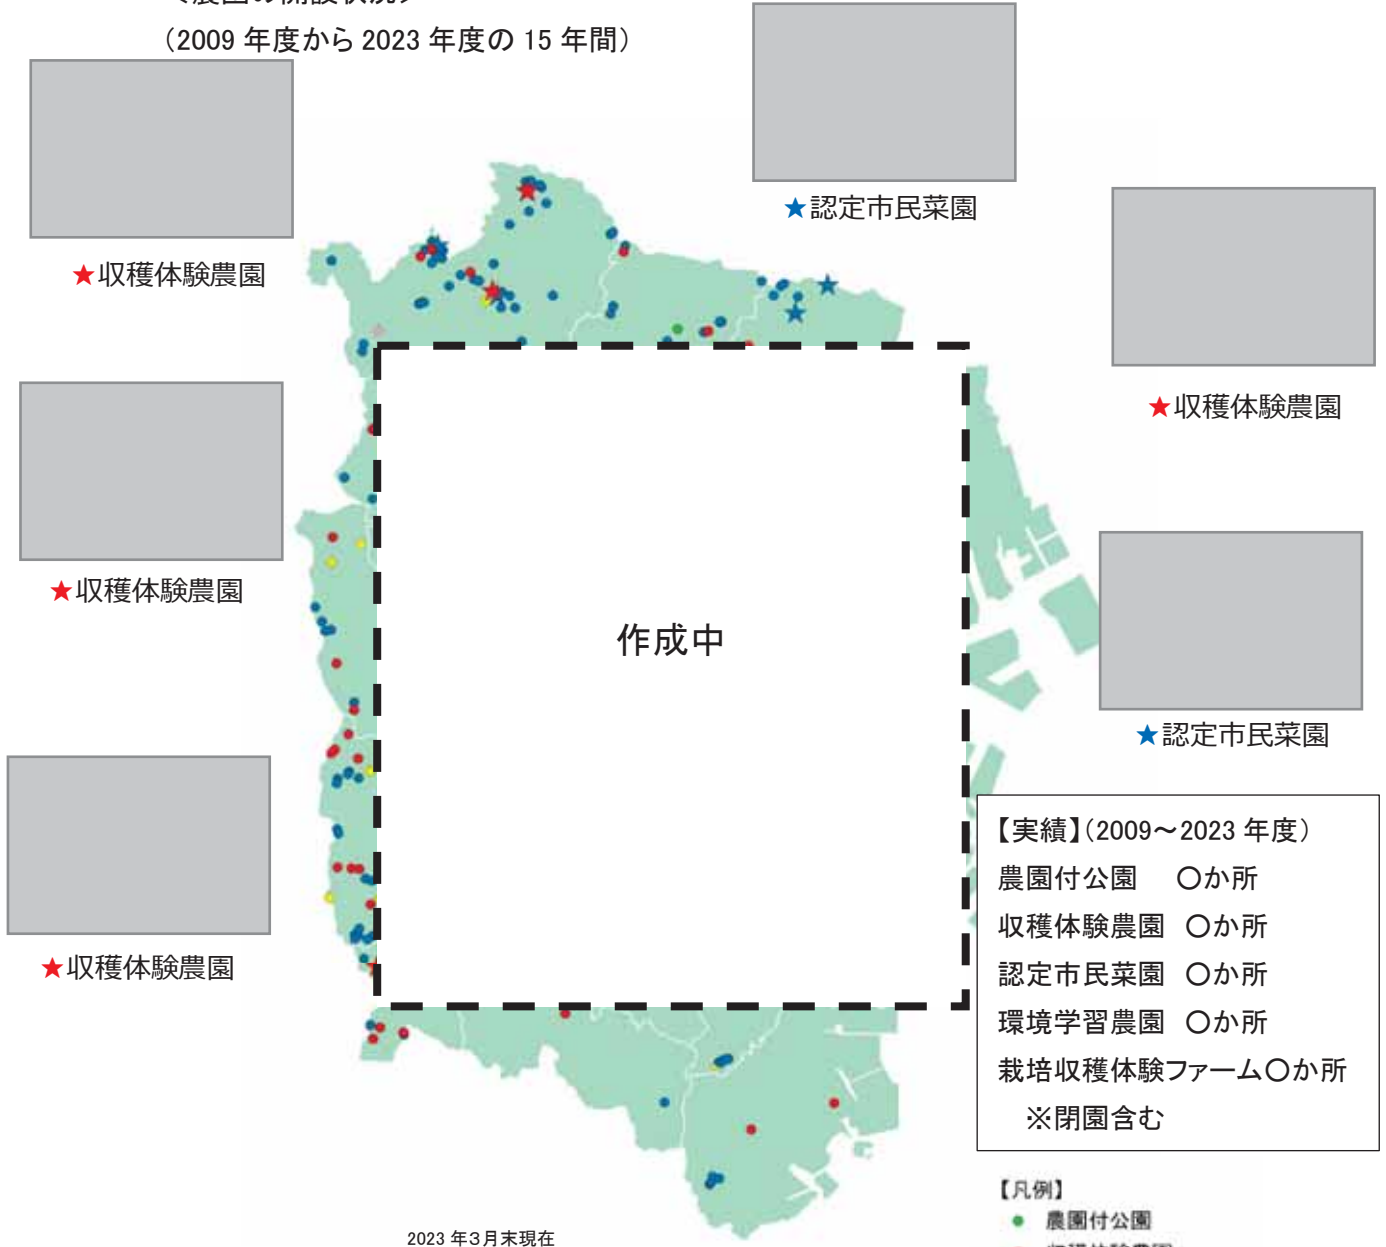 (2009 年度から 2023 年度の 15 年間)
★認定市民菜園
★収穫体験農園
★収穫体験農園
★収穫体験農園
作成中
★認定市民菜園
★収穫体験農園
【実績】(2009～2023 年度)
農園付公園 〇か所
収穫体験農園 〇か所
認定市民菜園 〇か所
環境学習農園 〇か所
栽培収穫体験ファーム〇か所
※閉園含む
【凡例】
● 農園付公園
2023 年3月末現在